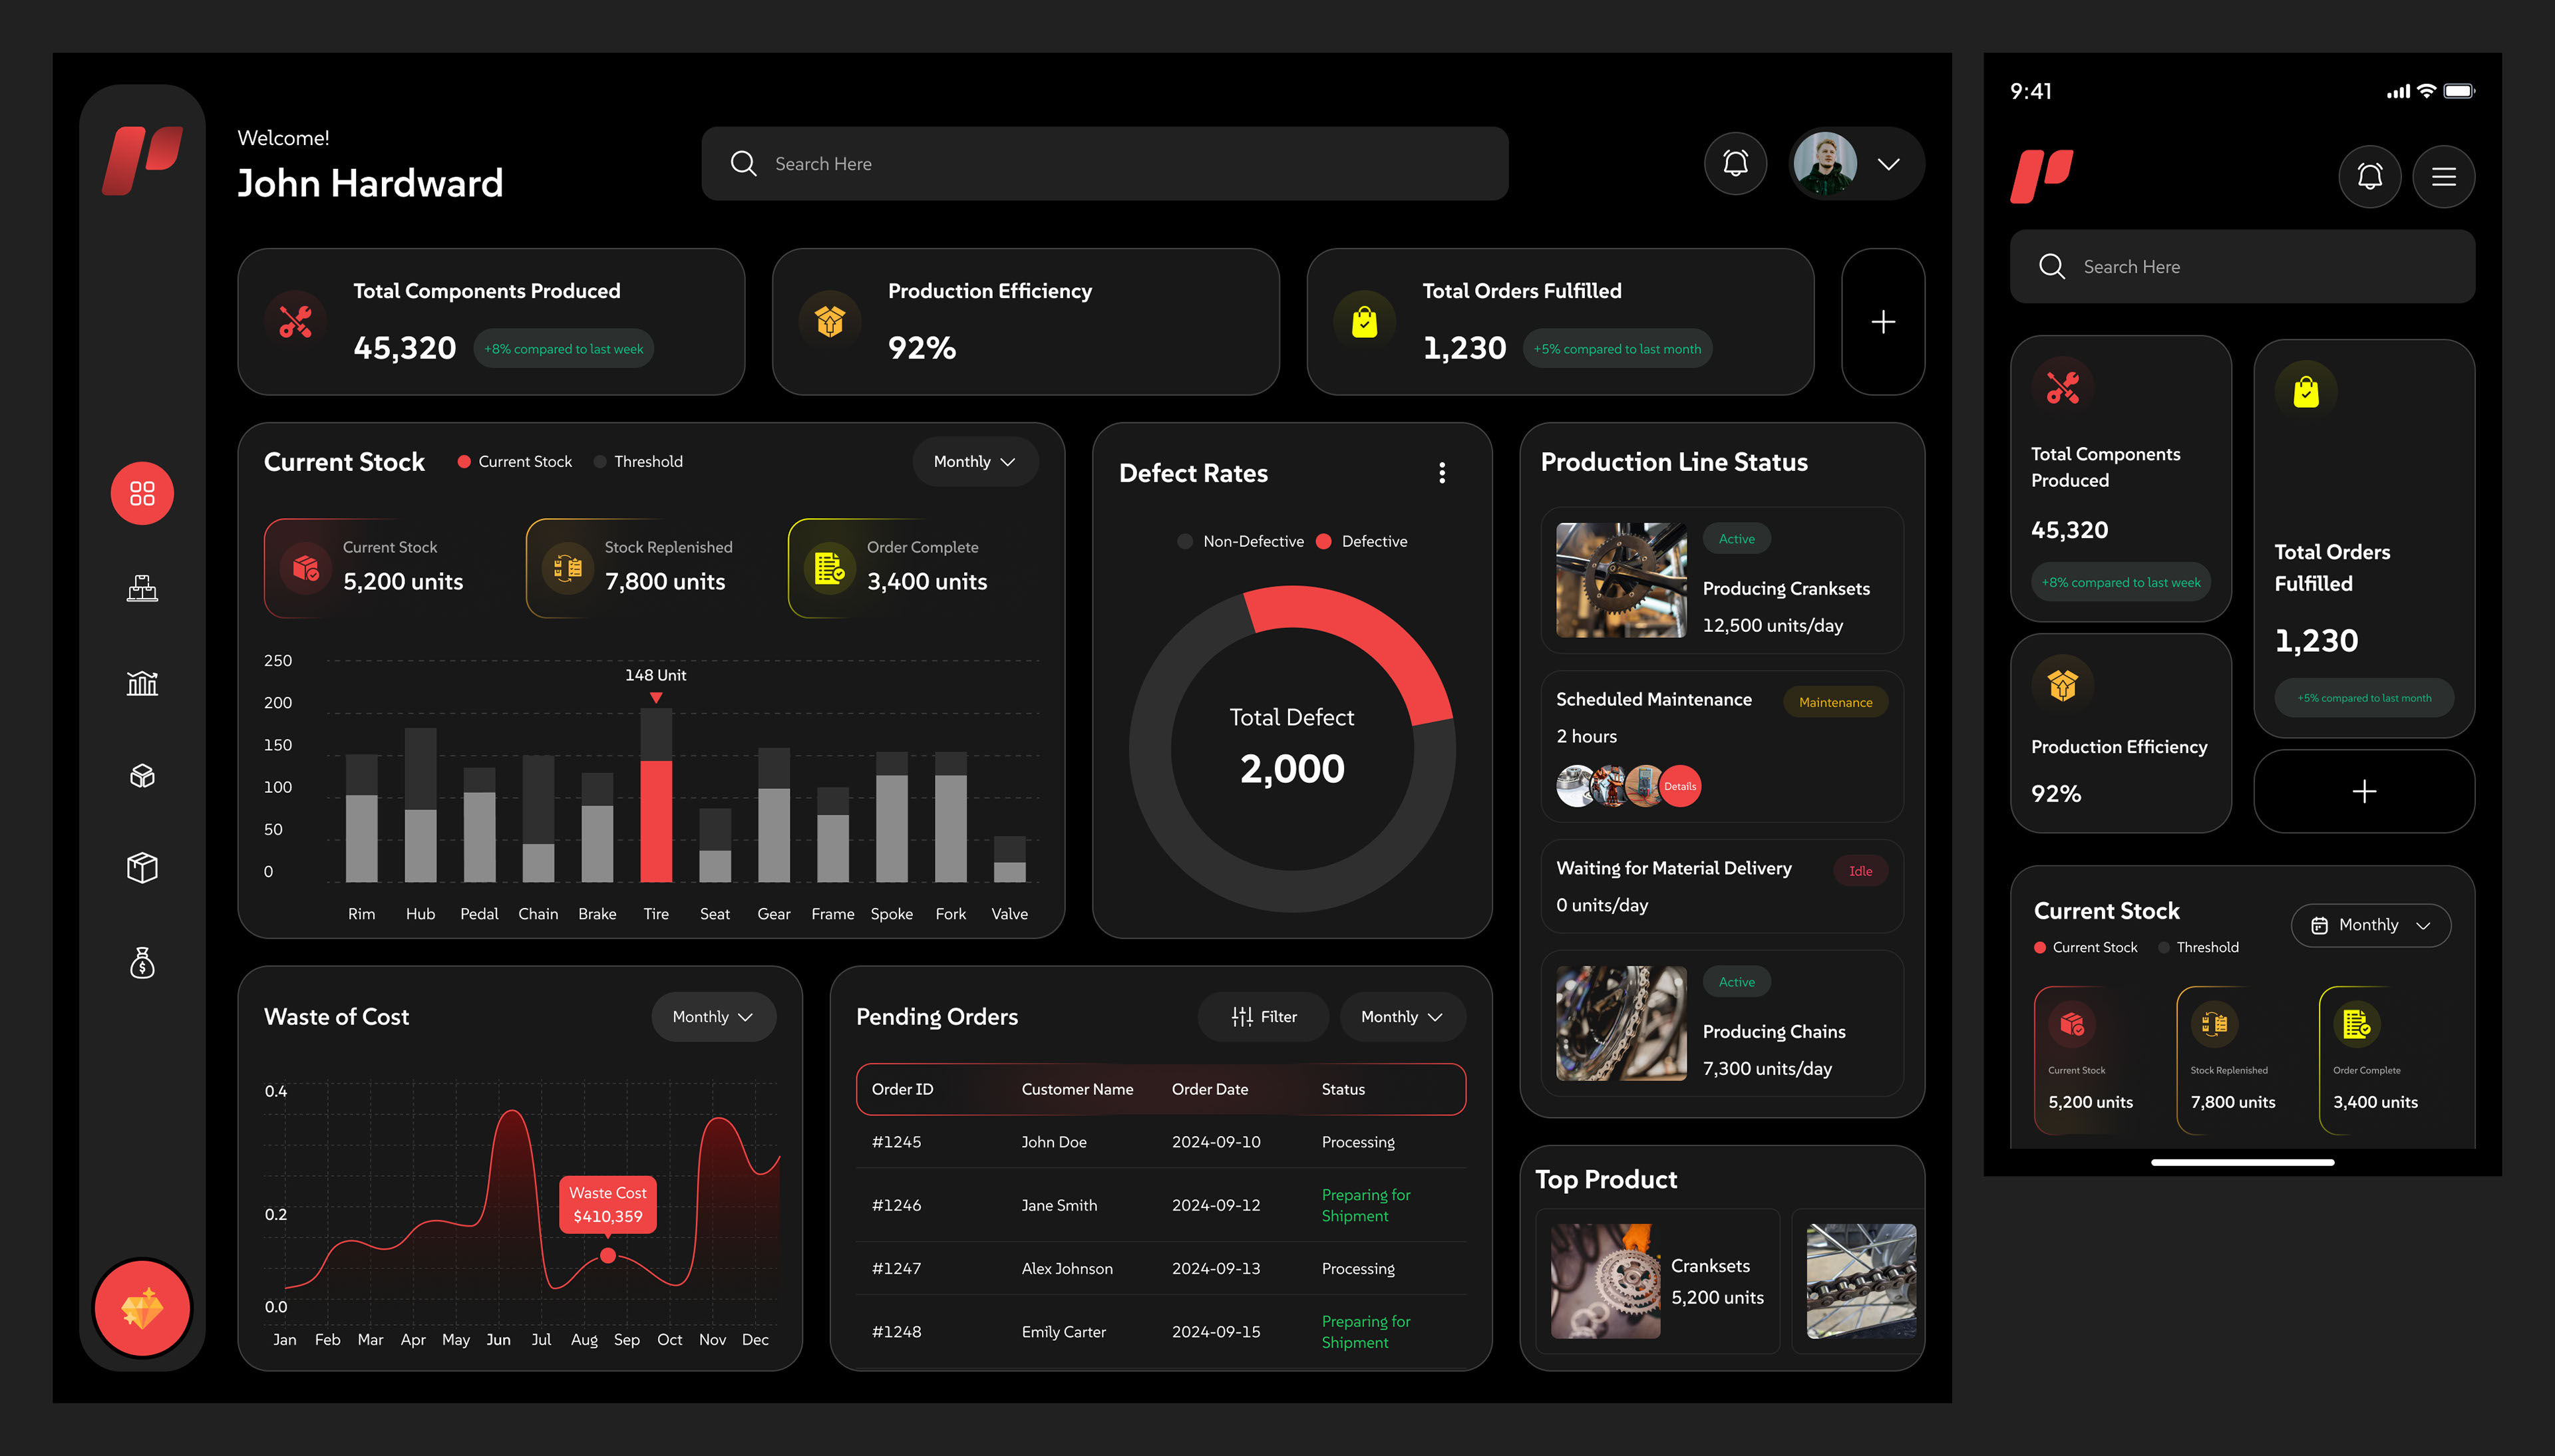 Welcome!
John Hardward
Search Here
Total Components Produced
45,320
+8% compared to last week
Production Efficiency
92%
Total Orders Fulfilled
1,230
+5% compared to last month
Current Stock
Current Stock
Threshold
Monthly
Current Stock
5,200 units
Stock Replenished
7,800 units
Order Complete
3,400 units
250
200
150
100
50
0
148 Unit
Rim Hub Pedal Chain Brake Tire Seat Gear Frame Spoke Fork Valve
Defect Rates
Non-Defective
Defective
Total Defect
2,000
Production Line Status
Active
Producing Cranksets
12,500 units/day
Scheduled Maintenance
Maintenance
2 hours
Details
Waiting for Material Delivery
Idle
0 units/day
Active
Producing Chains
7,300 units/day
Waste of Cost
Monthly
0.4
0.2
0.0
Waste Cost
$410,359
Jan Feb Mar Apr May Jun Jul Aug Sep Oct Nov Dec
Pending Orders
Filter
Monthly
Order ID Customer Name Order Date Status
#1245 John Doe 2024-09-10 Processing
#1246 Jane Smith 2024-09-12 Preparing for
Shipment
#1247 Alex Johnson 2024-09-13 Processing
#1248 Emily Carter 2024-09-15 Preparing for
Shipment
Top Product
Cranksets
5,200 units
9:41
Search Here
Total Components
Produced
45,320
+8% compared to last week
Total Orders
Fulfilled
1,230
+5% compared to last month
Production Efficiency
92%
Current Stock
Current Stock
Threshold
Monthly
Current Stock
5,200 units
Stock Replenished
7,800 units
Order Complete
3,400 units